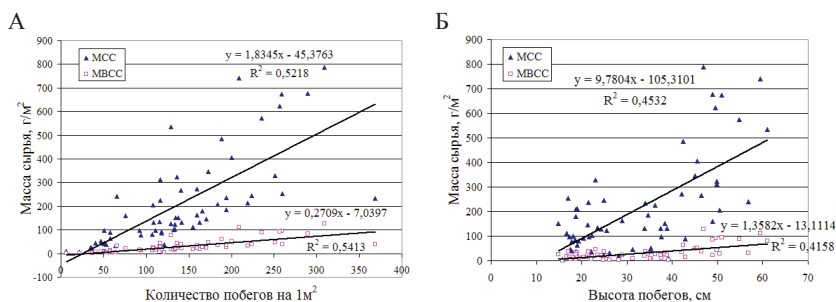 А
900
800
700
600
500
400
300
200
100
0
-100
0 50 100 150 200 250 300 350 400
Масса сырья, г/м²
Количество побегов на 1м²
МСС
МВСС
y = 1,8345x - 45,3763
R² = 0,5218
y = 0,2709x - 7,0397
R² = 0,5413
Б
900
800
700
600
500
400
300
200
100
0
0 10 20 30 40 50 60 70
Масса сырья, г/м²
Высота побегов, см
МСС
МВСС
y = 9,7804x - 105,3101
R² = 0,4532
y = 1,3582x - 13,1114
R² = 0,4158